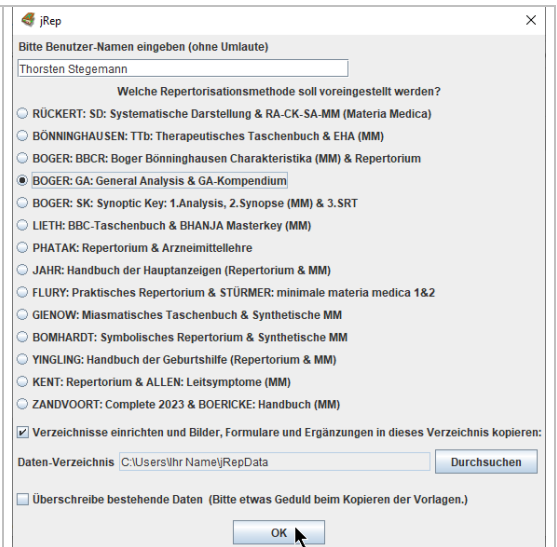 jRep
Bitte Benutzer-Namen eingeben (ohne Umlaute)
Thorsten Stegemann
Welche Repertorisationsmethode soll voreingestellt werden?
RÜCKERT: SD: Systematische Darstellung & RA-CK-SA-MM (Materia Medica)
BÖNNINGHAUSEN: TTb: Therapeutisches Taschenbuch & EHA (MM)
BOGER: BBCR: Boger Bönninghausen Charakteristika (MM) & Repertorium
BOGER: GA: General Analysis & GA-Kompendium
BOGER: SK: Synoptic Key: 1.Analysis, 2.Synopse (MM) & 3.SRT
LIETH: BBC-Taschenbuch & BHANJA Masterkey (MM)
PHATAK: Repertorium & Arzneimittellehre
JAHR: Handbuch der Hauptanzeigen (Repertorium & MM)
FLURY: Praktisches Repertorium & STÜRMER: minimale materia medica 1&2
GIENOW: Miasmatisches Taschenbuch & Synthetische MM
BOMHARDT: Symbolisches Repertorium & Synthetische MM
YINGLING: Handbuch der Geburtshilfe (Repertorium & MM)
KENT: Repertorium & ALLEN: Leitsymptome (MM)
ZANDVOORT: Complete 2023 & BOERICKE: Handbuch (MM)
Verzeichnisse einrichten und Bilder, Formulare und Ergänzungen in dieses Verzeichnis kopieren:
Daten-Verzeichnis C:\Users\Ihr Name\jRepData Durchsuchen
Überschreibe bestehende Daten (Bitte etwas Geduld beim Kopieren der Vorlagen.)
OK